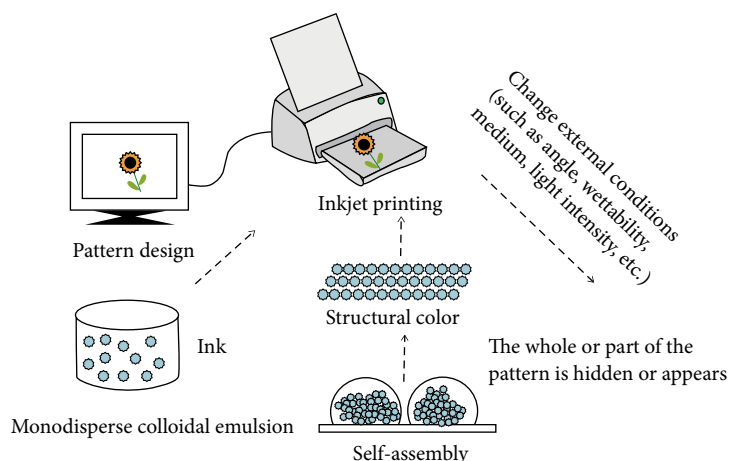 Change external conditions
(such as angle, wettability,
medium, light intensity, etc.)
Inkjet printing
Pattern design
Structural color
Ink
The whole or part of the
pattern is hidden or appears
Monodisperse colloidal emulsion
Self-assembly